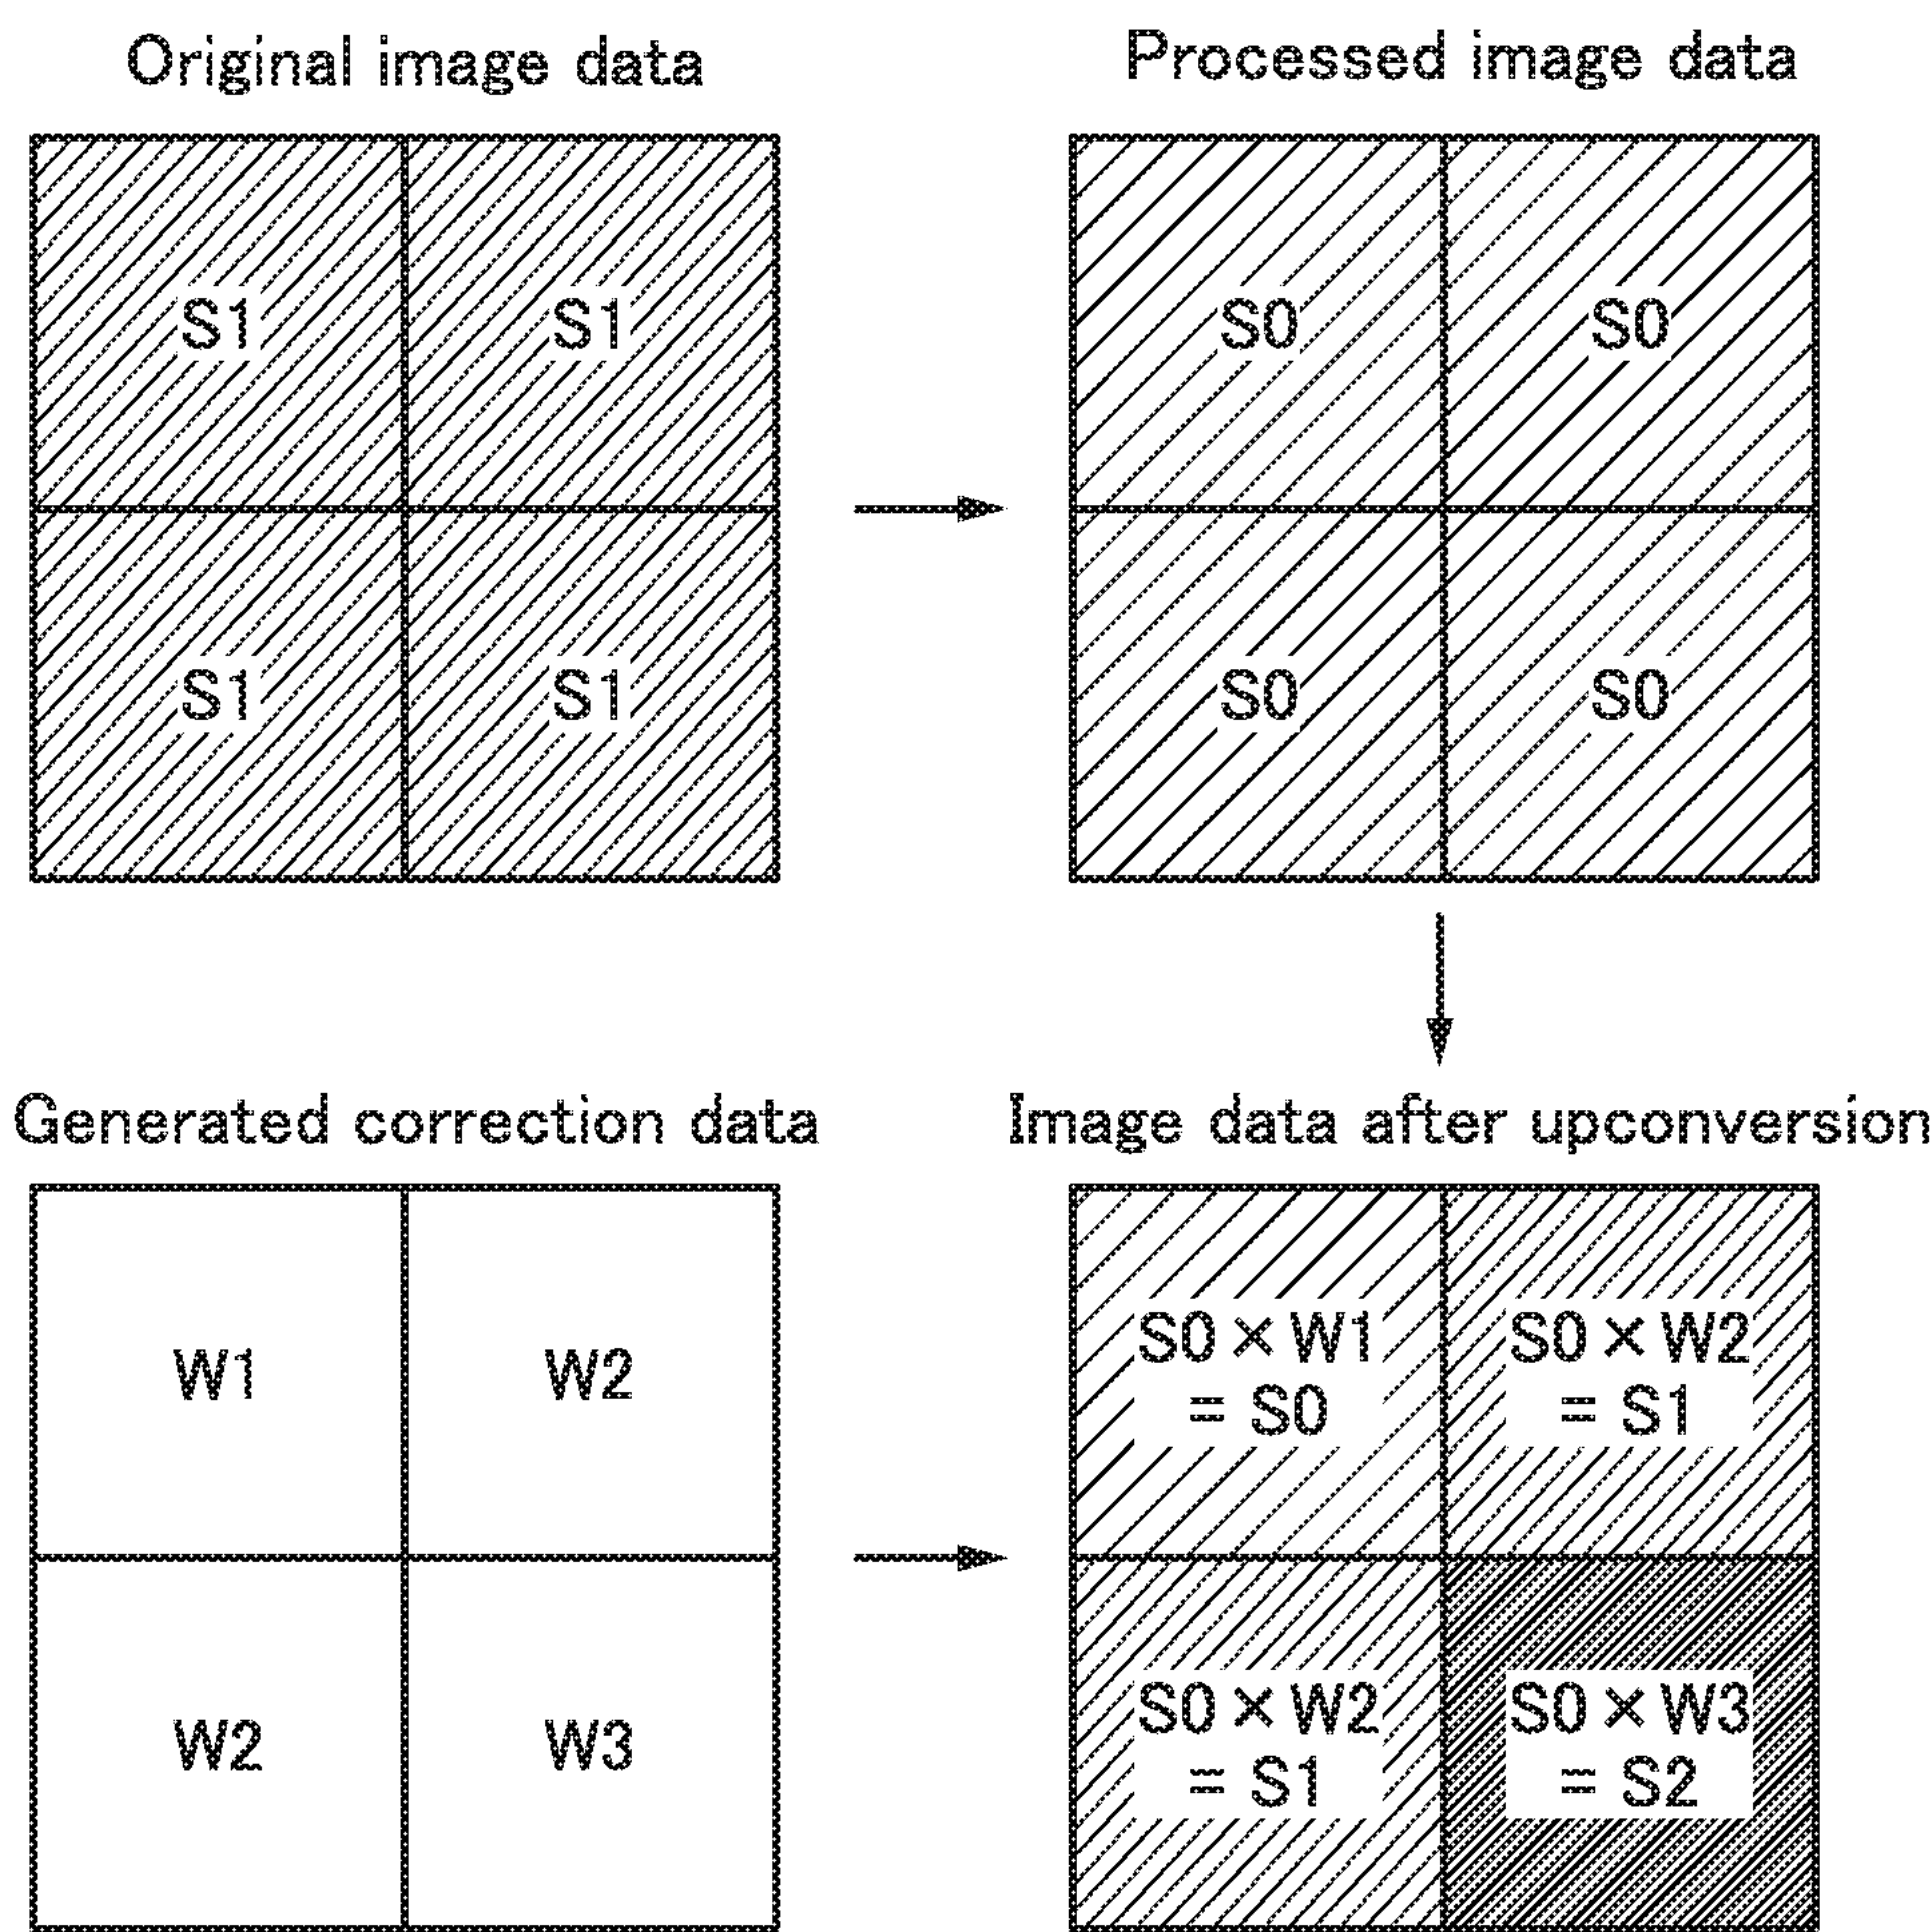 Original image data
S1
S1
S1
S1
Processed image data
S0
S0
S0
S0
Generated correction data
W1
W2
W2
W3
Image data after upconversion
S0 × W1
= S0
S0 × W2
= S1
S0 × W2
= S1
S0 × W3
= S2